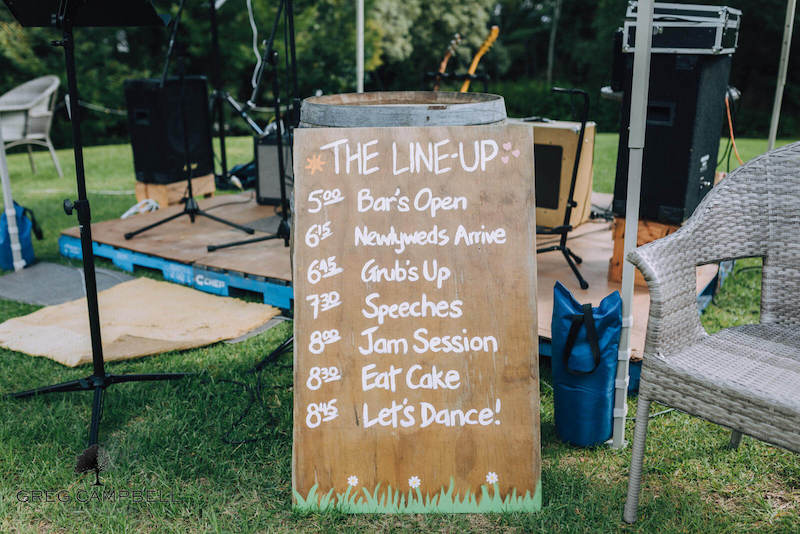 THE LINE-UP
5:00 Bar's Open
6:15 Newlyweds Arrive
6:45 Grub's Up
7:30 Speeches
8:00 Jam Session
8:30 Eat Cake
8:45 Let's Dance!
CHEP
GREG CAMPBELL